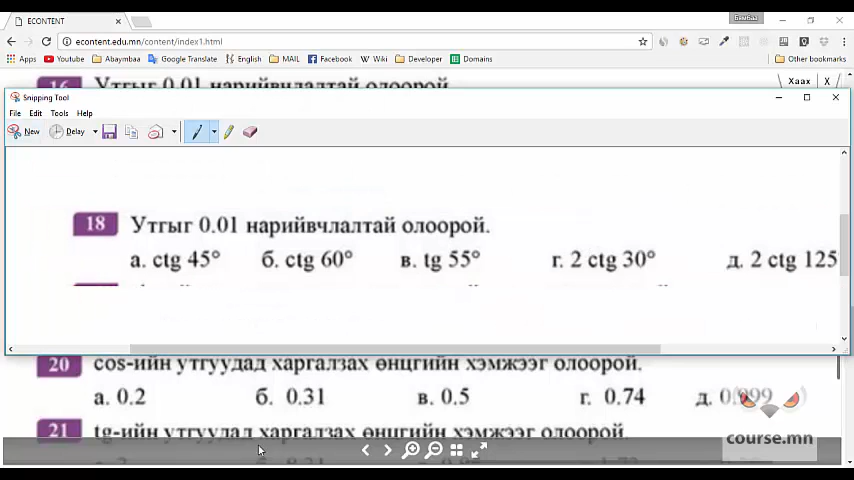 ECONTENT
Бямбаа
econtent.edu.mn/content/index1.html
Apps Youtube Abaymbaa Google Translate English MAIL Facebook Wiki Developer Domains Other bookmarks
16 Утгыг 0.01 нарийвчлалтай олоорой.
Хаах X
Snipping Tool
File Edit Tools Help
New Delay
18 Утгыг 0.01 нарийвчлалтай олоорой.
а. ctg 45° б. ctg 60° в. tg 55° г. 2 ctg 30° д. 2 ctg 125
20 cos-ийн утгуудад харгалзах өнцгийн хэмжээг олоорой.
а. 0.2 б. 0.31 в. 0.5 г. 0.74 д. 0.999
21 tg-ийн утгуудад харгалзах өнцгийн хэмжээг олоорой.
course.mn